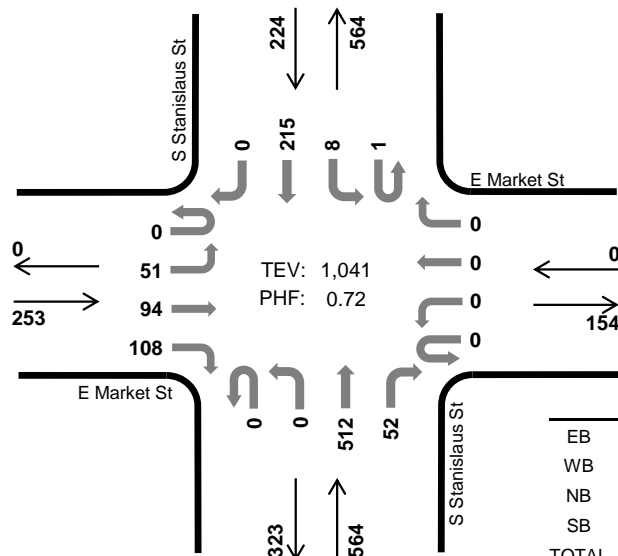 224
564
S Stanislaus St
0
215
8
1
E Market St
0
0
51
94
108
0
253
TEV: 1,041
PHF: 0.72
0
0
0
0
0
154
E Market St
0
0
512
52
S Stanislaus St
323
564
EB
WB
NB
SB
TOTAL